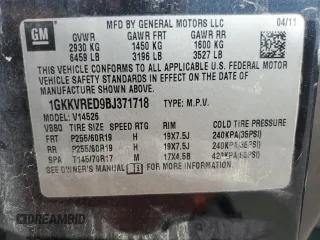 GM
MFD BY GENERAL MOTORS LLC 04/11
GVWR GAWR FRT GAWR RR
2930 KG 1450 KG 1600 KG
6459 LB 3196 LB 3527 LB
THIS VEHICLE CONFORMS TO ALL APPLICABLE U.S. FEDERAL MOTOR
VEHICLE SAFETY STANDARDS IN EFFECT ON THE DATE OF
MANUFACTURE SHOWN ABOVE.
1GKKVRED9BJ371718 TYPE: M.P.V.
MODEL: V14526
VBBQ TIRE SIZE SPEED RTG RIM COLD TIRE PRESSURE
FRT P255/60R19 H 19X7.5J 240KPA(35PSI)
RR P255/60R19 H 19X7.5J 240KPA(35PSI)
SPA T145/70R17 M 17X4.5B 420KPA(60PSI)
SEE OWNER'S MANUAL